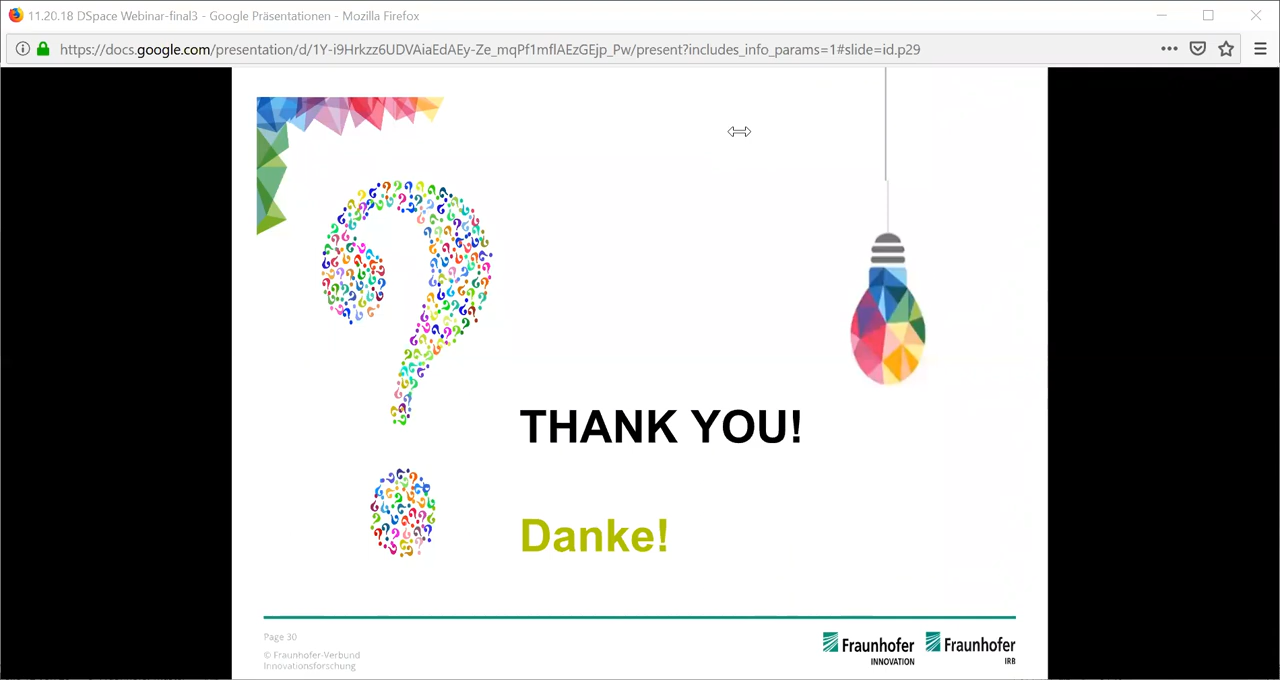 11.20.18 DSpace Webinar-final3 - Google Präsentationen - Mozilla Firefox
https://docs.google.com/presentation/d/1Y-i9Hrkzz6UDVAiaEdAEy-Ze_mqPf1mflAEzGEjp_Pw/present?includes_info_params=1#slide=id.p29
THANK YOU!
Danke!
Page 30
© Fraunhofer-Verbund
Innovationsforschung
Fraunhofer
INNOVATION
Fraunhofer
IRB